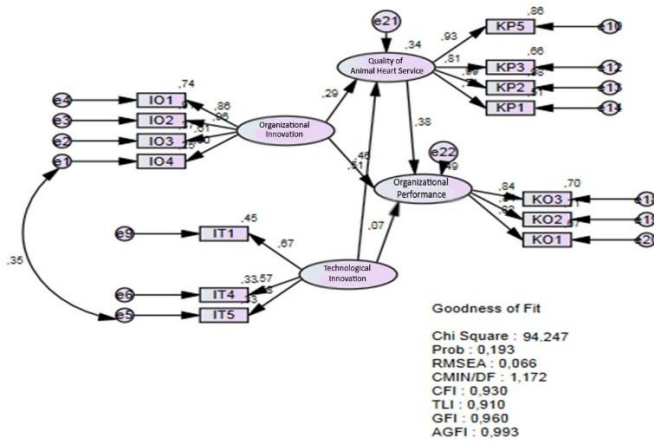 e21
.34
Quality of
Animal Heart Service
.93
.86
KP5
e10
.81
.66
KP3
e12
KP2
e13
KP1
e14
.74
e4
IO1
.86
e3
IO2
e2
IO3
e1
IO4
Organizational
Innovation
.29
.38
.46
e22
Organizational
Performance
.84
.70
KO3
KO2
KO1
.07
.35
.45
e9
IT1
.67
Technological
Innovation
.33
.57
e6
IT4
e5
IT5
Goodness of Fit
Chi Square : 94.247
Prob : 0,193
RMSEA : 0,066
CMIN/DF : 1,172
CFI : 0,930
TLI : 0,910
GFI : 0,960
AGFI : 0,993